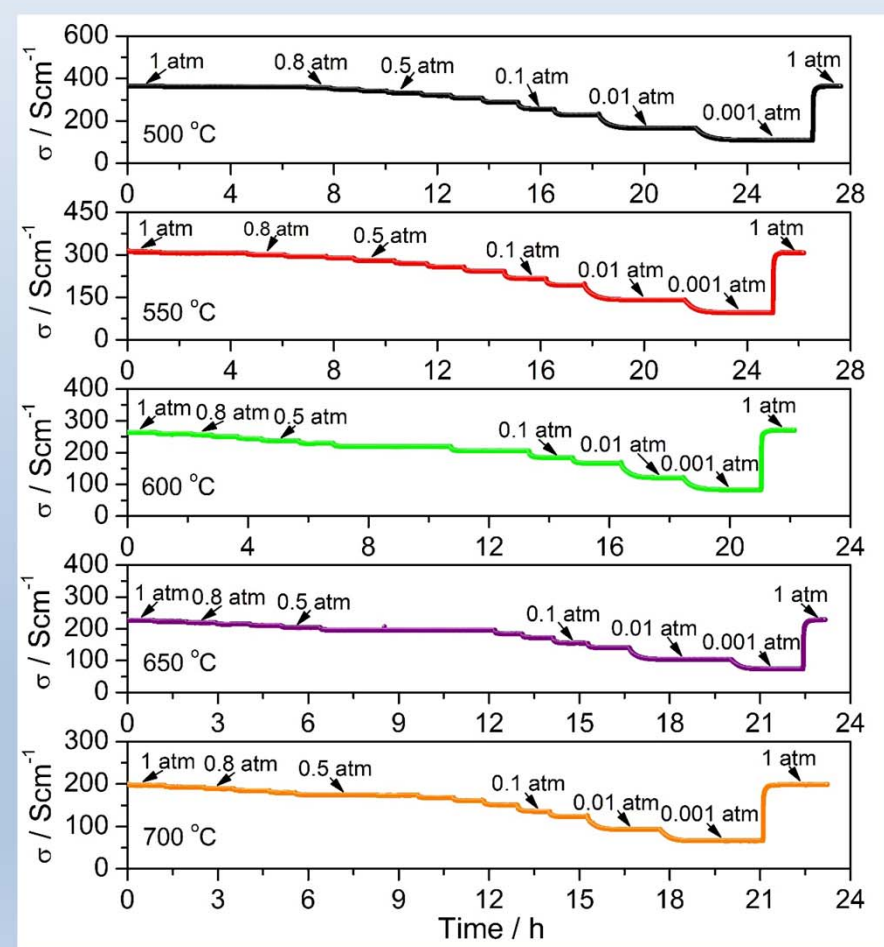 600
400
200
0
σ / Scm⁻¹
1 atm
0.8 atm
0.5 atm
0.1 atm
0.01 atm
0.001 atm
1 atm
500 °C
0 4 8 12 16 20 24 28
450
300
150
0
σ / Scm⁻¹
1 atm
0.8 atm
0.5 atm
0.1 atm
0.01 atm
0.001 atm
1 atm
550 °C
0 4 8 12 16 20 24 28
400
300
200
100
0
σ / Scm⁻¹
1 atm
0.8 atm
0.5 atm
0.1 atm
0.01 atm
0.001 atm
1 atm
600 °C
0 4 8 12 16 20 24
400
300
200
100
0
σ / Scm⁻¹
1 atm
0.8 atm
0.5 atm
0.1 atm
0.01 atm
0.001 atm
1 atm
650 °C
0 3 6 9 12 15 18 21 24
300
200
100
0
σ / Scm⁻¹
1 atm
0.8 atm
0.5 atm
0.1 atm
0.01 atm
0.001 atm
1 atm
700 °C
0 3 6 9 12 15 18 21 24
Time / h